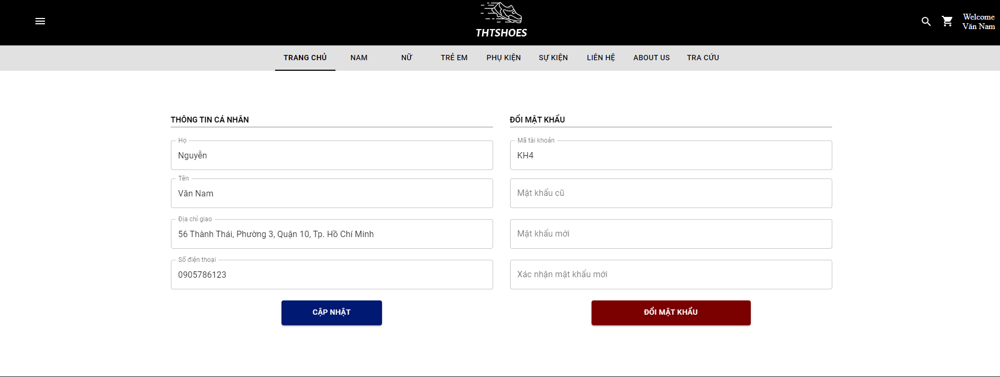 THTSHOES
Welcome
Văn Nam
TRANG CHỦ NAM NỮ TRẺ EM PHỤ KIỆN SỰ KIỆN LIÊN HỆ ABOUT US TRA CỨU
THÔNG TIN CÁ NHÂN
Họ
Nguyễn
Tên
Văn Nam
Địa chỉ giao
56 Thành Thái, Phường 3, Quận 10, Tp. Hồ Chí Minh
Số điện thoại
0905786123
CẬP NHẬT
ĐỔI MẬT KHẨU
Mã tài khoản
KH4
Mật khẩu cũ
Mật khẩu mới
Xác nhận mật khẩu mới
ĐỔI MẬT KHẨU